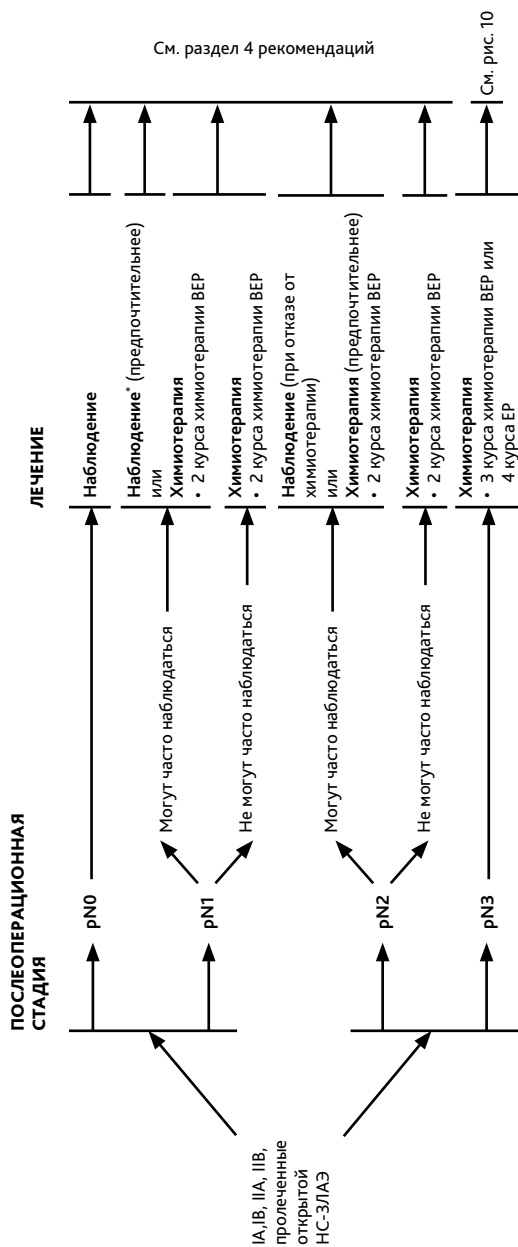 ПОСЛЕОПЕРАЦИОННАЯ
СТАДИЯ
ЛЕЧЕНИЕ
IA,IB, IIA, IIB,
пролеченные
открытой
НС-ЗЛАЭ
pN0
Наблюдение
pN1
Могут часто наблюдаться
Наблюдение* (предпочтительнее)
или
Химиотерапия
• 2 курса химиотерапии BEP
Не могут часто наблюдаться
Химиотерапия
• 2 курса химиотерапии BEP
pN2
Могут часто наблюдаться
Наблюдение (при отказе от
химиотерапии)
или
Химиотерапия (предпочтительнее)
• 2 курса химиотерапии BEP
Не могут часто наблюдаться
Химиотерапия
• 2 курса химиотерапии BEP
pN3
Химиотерапия
• 3 курса химиотерапии BEP или
4 курса EP
См. раздел 4 рекомендаций
См. рис. 10